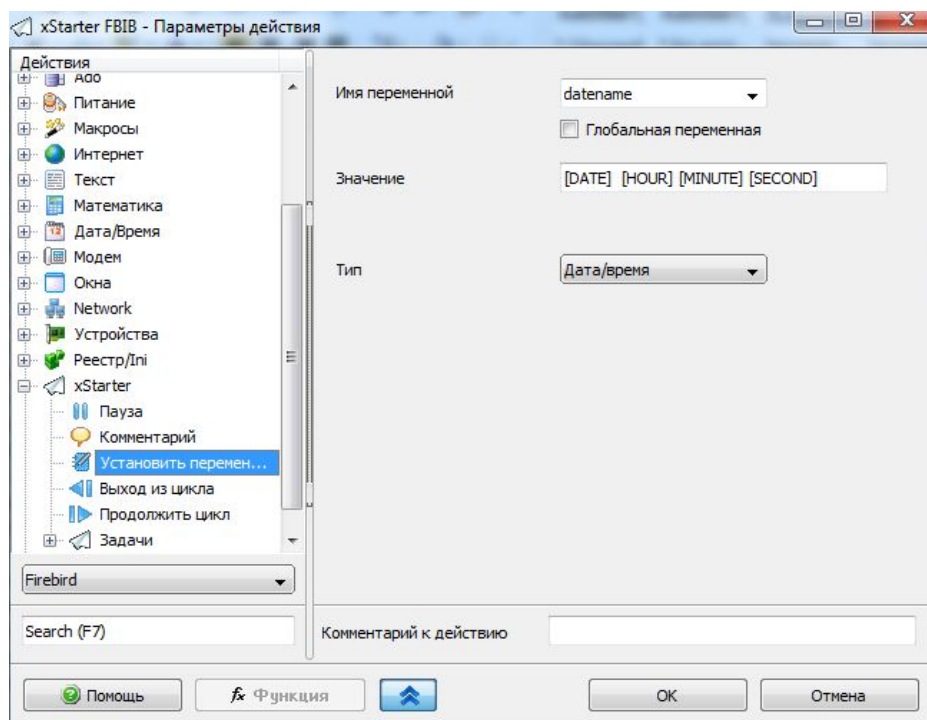 xStarter FBIB - Параметры действия
Действия
Ado
Питание
Макросы
Интернет
Текст
Математика
Дата/Время
Модем
Окна
Network
Устройства
Реестр/Ini
xStarter
Пауза
Комментарий
Установить перемен...
Выход из цикла
Продолжить цикл
Задачи
Firebird
Search (F7)
Имя переменной
datename
Глобальная переменная
Значение
[DATE] [HOUR] [MINUTE] [SECOND]
Тип
Дата/время
Комментарий к действию
Помощь
fx Функция
OK
Отмена